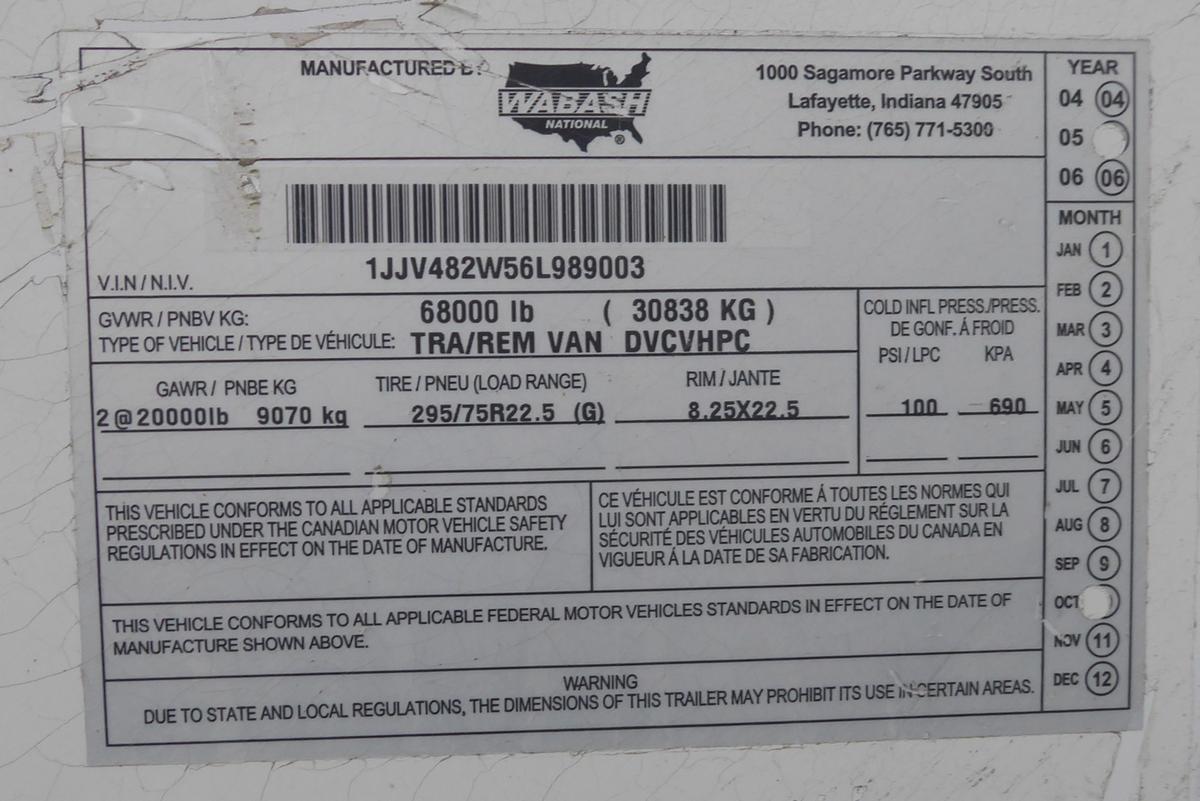 MANUFACTURED BY:
WABASH
NATIONAL ®
1000 Sagamore Parkway South
Lafayette, Indiana 47905
Phone: (765) 771-5300
1JJV482W56L989003
V.I.N / N.I.V.
GVWR / PNBV KG: 68000 lb ( 30838 KG )
TYPE OF VEHICLE / TYPE DE VÉHICULE: TRA/REM VAN DVCVHPC
COLD INFL PRESS./PRESS.
DE GONF. Á FROID
PSI / LPC KPA
GAWR / PNBE KG TIRE / PNEU (LOAD RANGE) RIM / JANTE
2 @ 20000lb 9070 kg 295/75R22.5 (G) 8.25X22.5 100 690
THIS VEHICLE CONFORMS TO ALL APPLICABLE STANDARDS
PRESCRIBED UNDER THE CANADIAN MOTOR VEHICLE SAFETY
REGULATIONS IN EFFECT ON THE DATE OF MANUFACTURE.
CE VÉHICULE EST CONFORME Á TOUTES LES NORMES QUI
LUI SONT APPLICABLES EN VERTU DU RÉGLEMENT SUR LA
SÉCURITÉ DES VÉHICULES AUTOMOBILES DU CANADA EN
VIGUEUR Á LA DATE DE SA FABRICATION.
THIS VEHICLE CONFORMS TO ALL APPLICABLE FEDERAL MOTOR VEHICLES STANDARDS IN EFFECT ON THE DATE OF
MANUFACTURE SHOWN ABOVE.
WARNING
DUE TO STATE AND LOCAL REGULATIONS, THE DIMENSIONS OF THIS TRAILER MAY PROHIBIT ITS USE IN CERTAIN AREAS.
YEAR
04 04
05
06 06
MONTH
JAN 1
FEB 2
MAR 3
APR 4
MAY 5
JUN 6
JUL 7
AUG 8
SEP 9
OCT
NOV 11
DEC 12